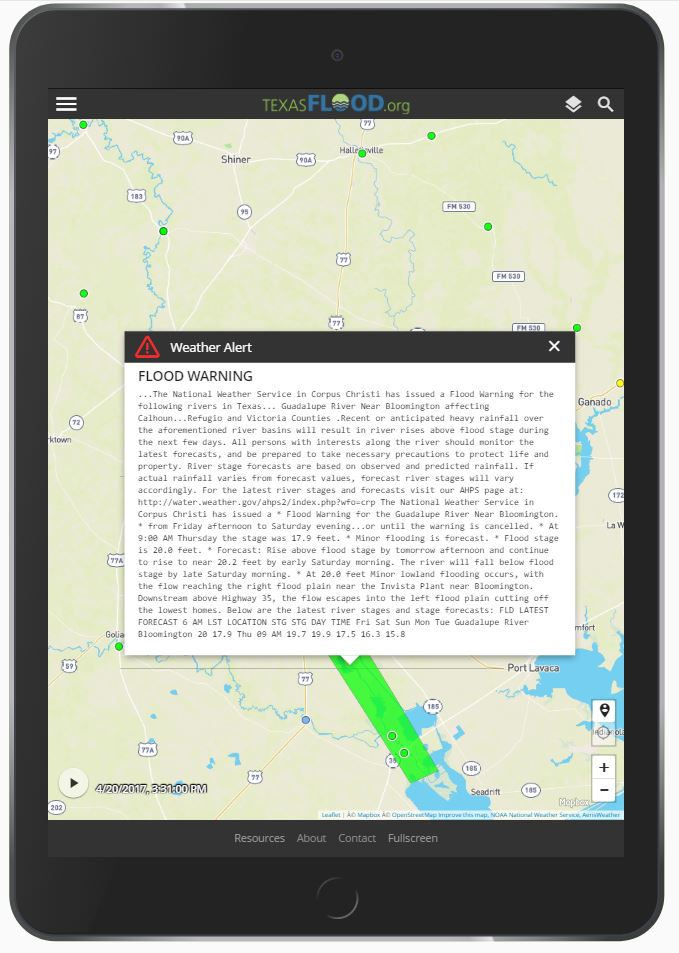 TEXASFLOOD.org
77
90A
97
Shiner
90A
Hallettsville
183
95
FM 530
77
FM 530
87
77
FM 530
Weather Alert
FLOOD WARNING
...The National Weather Service in Corpus Christi has issued a Flood Warning for the
following rivers in Texas... Guadalupe River Near Bloomington affecting
Calhoun...Refugio and Victoria Counties .Recent or anticipated heavy rainfall over
the aforementioned river basins will result in river rises above flood stage during
the next few days. All persons with interests along the river should monitor the
latest forecasts, and be prepared to take necessary precautions to protect life and
property. River stage forecasts are based on observed and predicted rainfall. If
actual rainfall varies from forecast values, forecast river stages will vary
accordingly. For the latest river stages and forecasts visit our AHPS page at:
http://water.weather.gov/ahps2/index.php?wfo=crp The National Weather Service in
Corpus Christi has issued a * Flood Warning for the Guadalupe River Near Bloomington.
* from Friday afternoon to Saturday evening...or until the warning is cancelled. * At
9:00 AM Thursday the stage was 17.9 feet. * Minor flooding is forecast. * Flood stage
is 20.0 feet. * Forecast: Rise above flood stage by tomorrow afternoon and continue
to rise to near 20.2 feet by early Saturday morning. The river will fall below flood
stage by late Saturday morning. * At 20.0 feet Minor lowland flooding occurs, with
the flow reaching the right flood plain near the Invista Plant near Bloomington.
Downstream above Highway 35, the flow escapes into the left flood plain cutting off
the lowest homes. Below are the latest river stages and stage forecasts: FLD LATEST
FORECAST 6 AM LST LOCATION STG STG DAY TIME Fri Sat Sun Mon Tue Guadalupe River
Bloomington 20 17.9 Thu 09 AM 19.7 19.9 17.5 16.3 15.8
Ganado
72
rktown
172
La W
77A
Golia
mfort
59
Port Lavaca
77
185
Indianola
77A
35
185
77
Seadrift
185
4/20/2017, 3:31:00 PM
+
−
202
Mapbox
Leaflet | Â© Mapbox Â© OpenStreetMap Improve this map, NOAA National Weather Service, AerisWeather
Resources About Contact Fullscreen